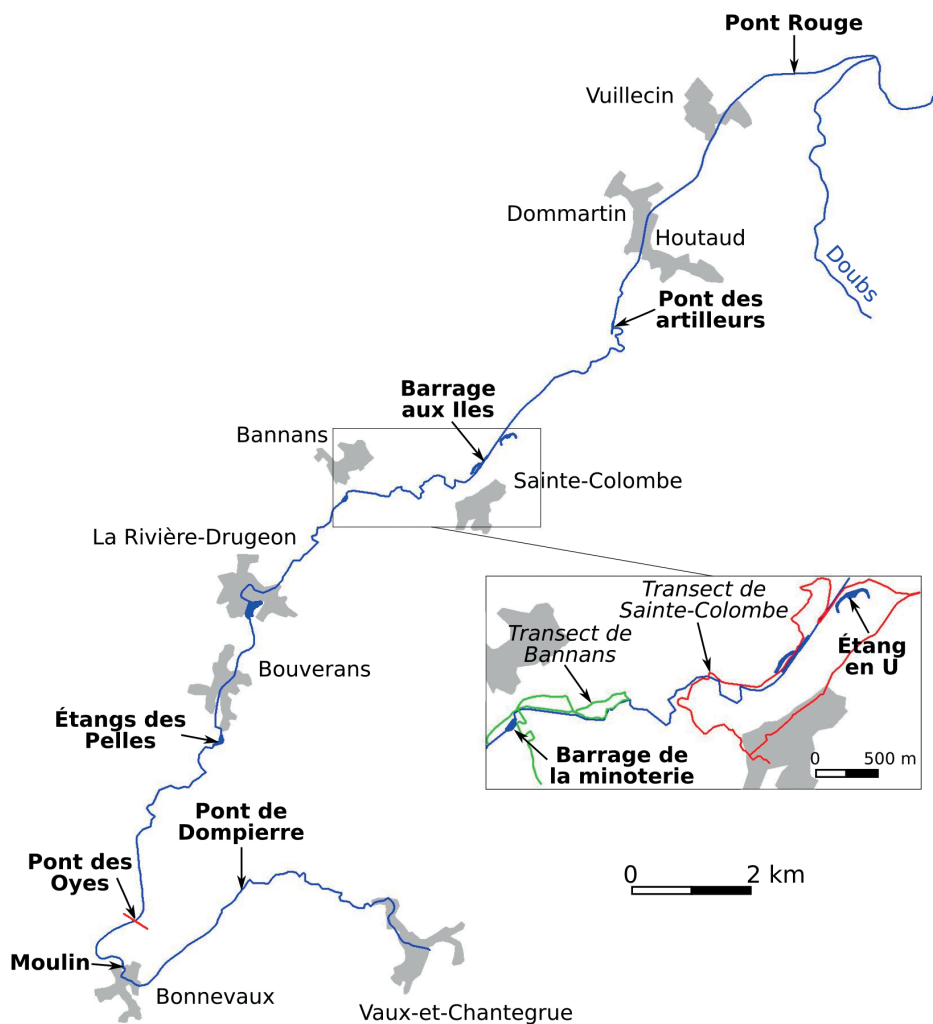 Pont Rouge
Vuillecin
Dommartin
Houtaud
Doubs
Pont des
artilleurs
Barrage
aux Iles
Bannans
Sainte-Colombe
La Rivière-Drugeon
Transect de
Sainte-Colombe
Transect de
Bannans
Étang
en U
Barrage de
la minoterie
0 500 m
Bouverans
Étangs des
Pelles
Pont de
Dompierre
Pont des
Oyes
0 2 km
Moulin
Bonnevaux
Vaux-et-Chantegrue